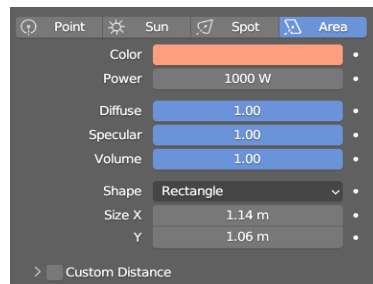 Point Sun Spot Area
Color
Power 1000 W
Diffuse 1.00
Specular 1.00
Volume 1.00
Shape Rectangle
Size X 1.14 m
Y 1.06 m
Custom Distance